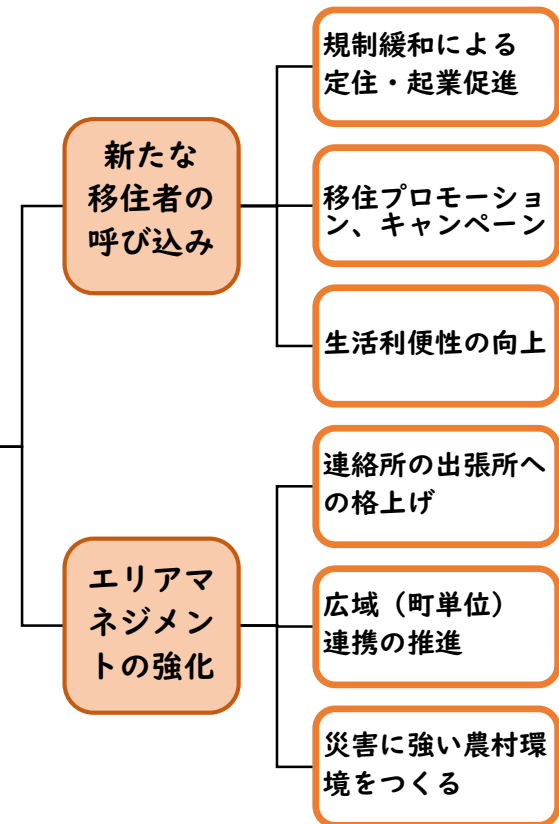 新たな
移住者の
呼び込み
規制緩和による
定住・起業促進
移住プロモーショ
ン、キャンペーン
生活利便性の向上
エリアマ
ネジメン
トの強化
連絡所の出張所へ
の格上げ
広域（町単位）
連携の推進
災害に強い農村環
境をつくる